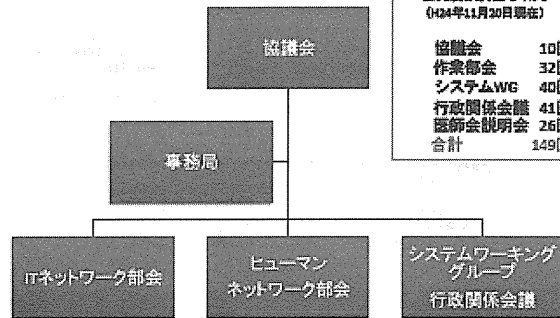 (H24年11月20日現在)
協議会 10回
作業部会 32回
システムWG 40回
行政関係会議 41回
医師会説明会 26回
合計 149回
協議会
事務局
ITネットワーク部会
ヒューマン
ネットワーク部会
システムワーキング
グループ
行政関係会議